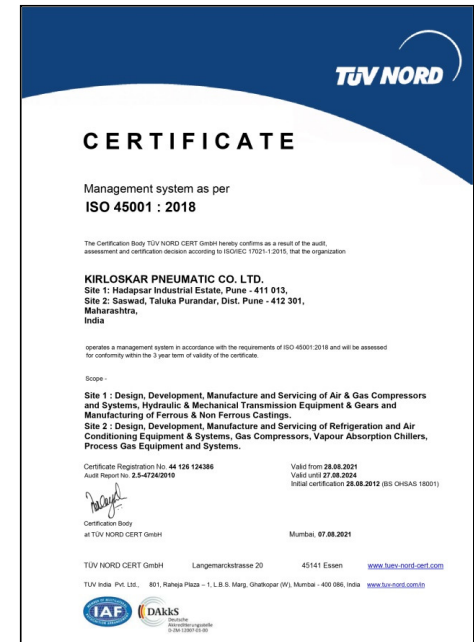 TÜV NORD
CERTIFICATE
Management system as per
ISO 45001 : 2018
The Certification Body TÜV NORD CERT GmbH hereby confirms as a result of the audit,
assessment and certification decision according to ISO/IEC 17021-1:2015, that the organization
KIRLOSKAR PNEUMATIC CO. LTD.
Site 1: Hadapsar Industrial Estate, Pune - 411 013,
Site 2: Saswad, Taluka Purandar, Dist. Pune - 412 301,
Maharashtra,
India
operates a management system in accordance with the requirements of ISO 45001:2018 and will be assessed
for conformity within the 3 year term of validity of the certificate.
Scope -
Site 1 : Design, Development, Manufacture and Servicing of Air & Gas Compressors
and Systems, Hydraulic & Mechanical Transmission Equipment & Gears and
Manufacturing of Ferrous & Non Ferrous Castings.
Site 2 : Design, Development, Manufacture and Servicing of Refrigeration and Air
Conditioning Equipment & Systems, Gas Compressors, Vapour Absorption Chillers,
Process Gas Equipment and Systems.
Certificate Registration No. 44 126 124386 Valid from 28.08.2021
Audit Report No. 2.5-4724/2010 Valid until 27.08.2024
Initial certification 28.08.2012 (BS OHSAS 18001)
Certification Body
at TÜV NORD CERT GmbH Mumbai, 07.08.2021
TÜV NORD CERT GmbH Langemarckstrasse 20 45141 Essen www.tuev-nord-cert.com
TUV India Pvt. Ltd., 801, Raheja Plaza – 1, L.B.S. Marg, Ghatkopar (W), Mumbai - 400 086, India www.tuv-nord.com/in
IAF
DAkkS
Deutsche
Akkreditierungsstelle
D-ZM-12007-01-00